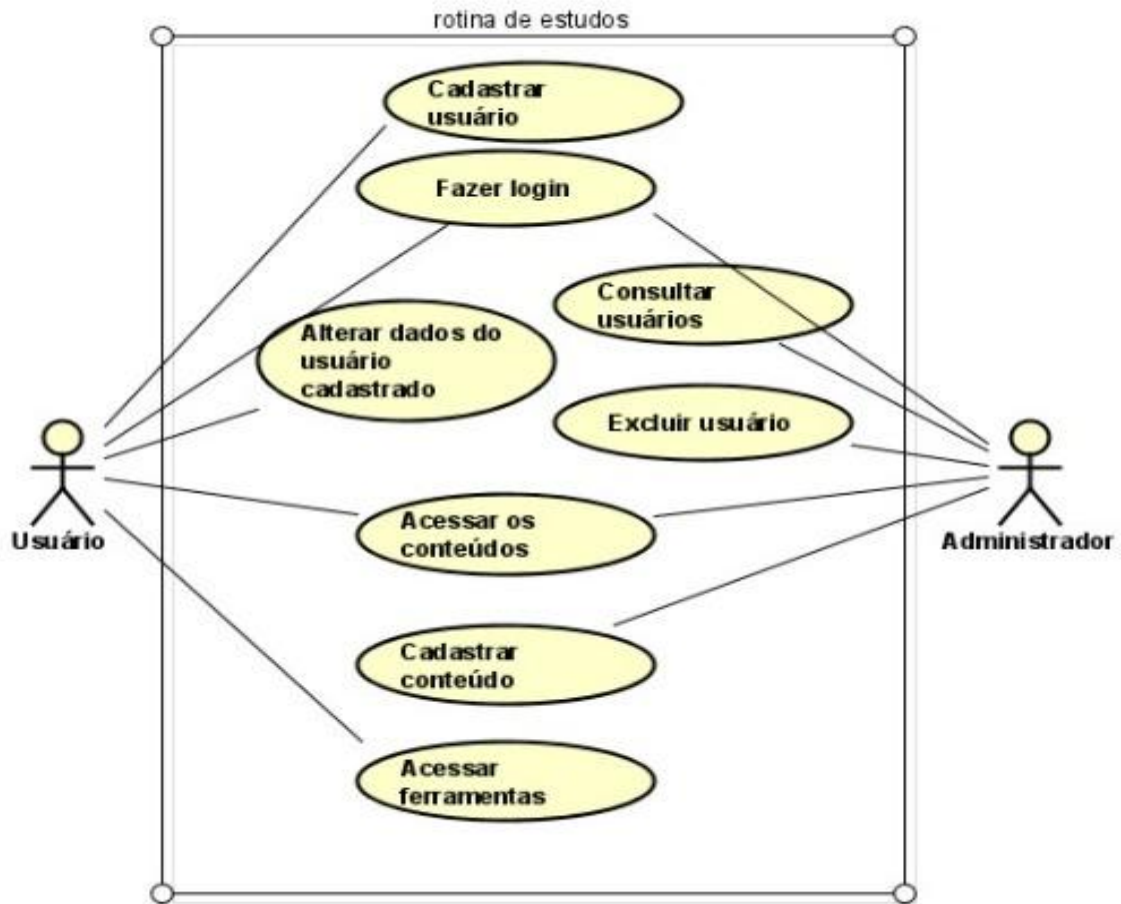 rotina de estudos
Cadastrar
usuário
Fazer login
Consultar
usuários
Alterar dados do
usuário
cadastrado
Excluir usuário
Usuário
Acessar os
conteúdos
Administrador
Cadastrar
conteúdo
Acessar
ferramentas